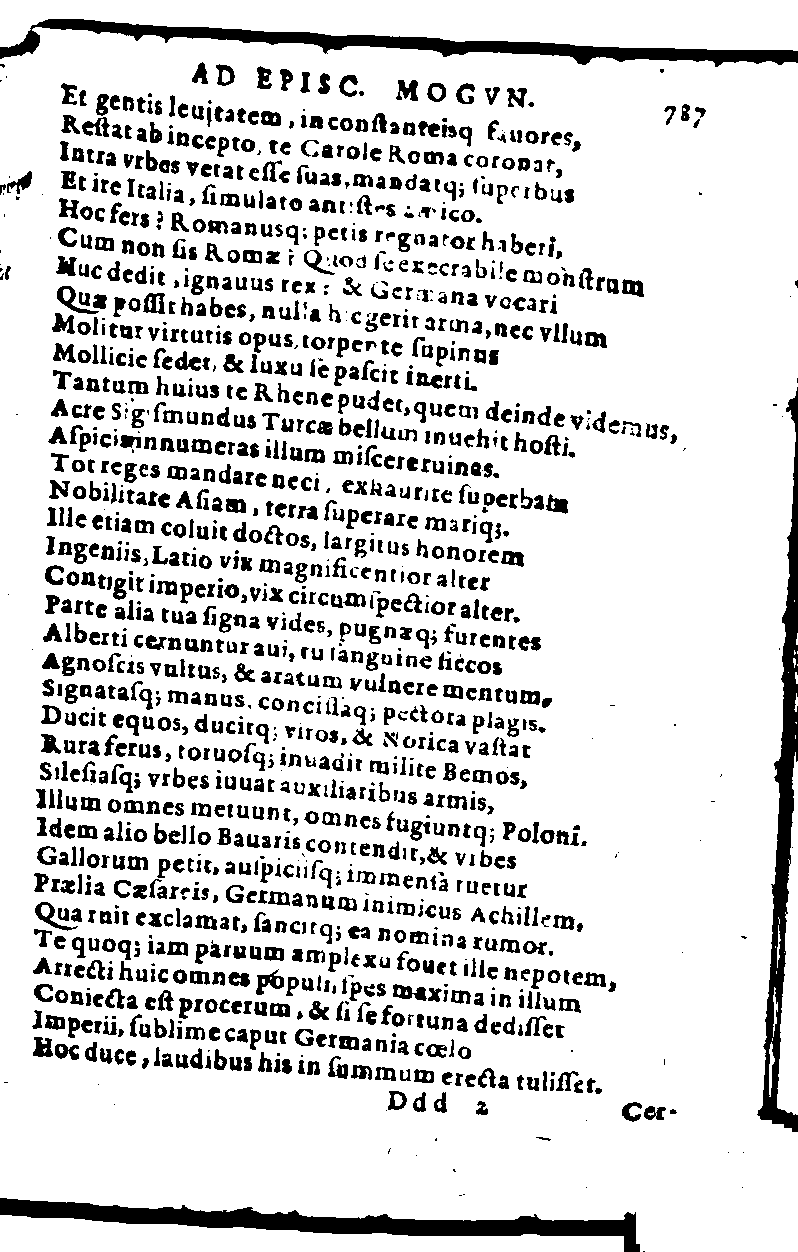 AD EPISC. MOGVN. 787
Et gentis leuitatem, inconstanteisq fauores,
Restat ab incepto, te Carole Roma coronat,
Intra vrbes vetat esse suas, mandatq; superbus
Et ire Italia, simulato antistes amico.
Hoc fers? Romanusq; petis regnator haberi,
Cum non sis Romæ? Quod se execrabile monstrum
Huc dedit, ignauus rex? & Germana vocari
Quæ possit habes, nulla hic gerit arma, nec vllum
Molitur virtutis opus, torpente supinus
Mollicie sedet, & luxu se pascit inerti.
Tantum huius te Rhene pudet, quem deinde videmus,
Acre Sigismundus Turcæ bellum inuehit hosti.
Aspicis innumeras illum miscere ruinas.
Tot reges mandare neci, exhaurire superbam
Nobilitate Asiam, terra superare mariq;.
Ille etiam coluit doctos, largitus honorem
Ingeniis, Latio vix magnificentior alter
Contigit imperio, vix circumspectior alter.
Parte alia tua signa vides, pugnæq; furentes
Alberti cernuntur aui, tu sanguine siccos
Agnoscis vultus, & aratum vulnere mentum,
Signatasq; manus, concissaq; pectora plagis.
Ducit equos, ducitq; viros, & Norica vastat
Rura ferus, toruosq; inuadit milite Bemos,
Silesiasq; vrbes iuuat auxiliaribus armis,
Illum omnes metuunt, omnes fugiuntq; Poloni.
Idem alio bello Bauaris contendit, & vrbes
Gallorum petit, auspiciisq; immensa tuetur
Prælia Cæsareis, Germanum inimicus Achillem,
Qua ruit exclamat, sancitq; ea nomina rumor.
Te quoq; iam paruum amplexu fouet ille nepotem,
Arrecti huic omnes populi, spes maxima in illum
Coniecta est procerum, & si se fortuna dedisset
Imperii, sublime caput Germania cœlo
Hoc duce, laudibus his in summum erecta tulisset.
Ddd 2 Cer-